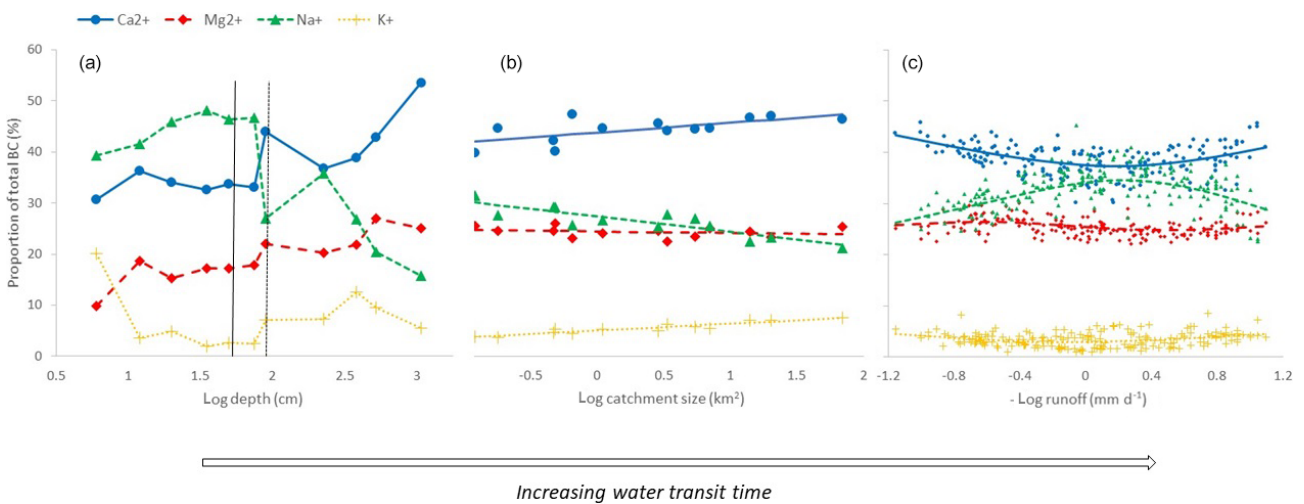 Ca2+ Mg2+ Na+ K+
60
50
40
30
20
10
0
Proportion of total BC (%)
(a)
0.5 1 1.5 2 2.5 3
Log depth (cm)
(b)
0 0.5 1 1.5 2
Log catchment size (km²)
(c)
-1.2 -0.8 -0.4 0 0.4 0.8 1.2
- Log runoff (mm d⁻¹)
Increasing water transit time